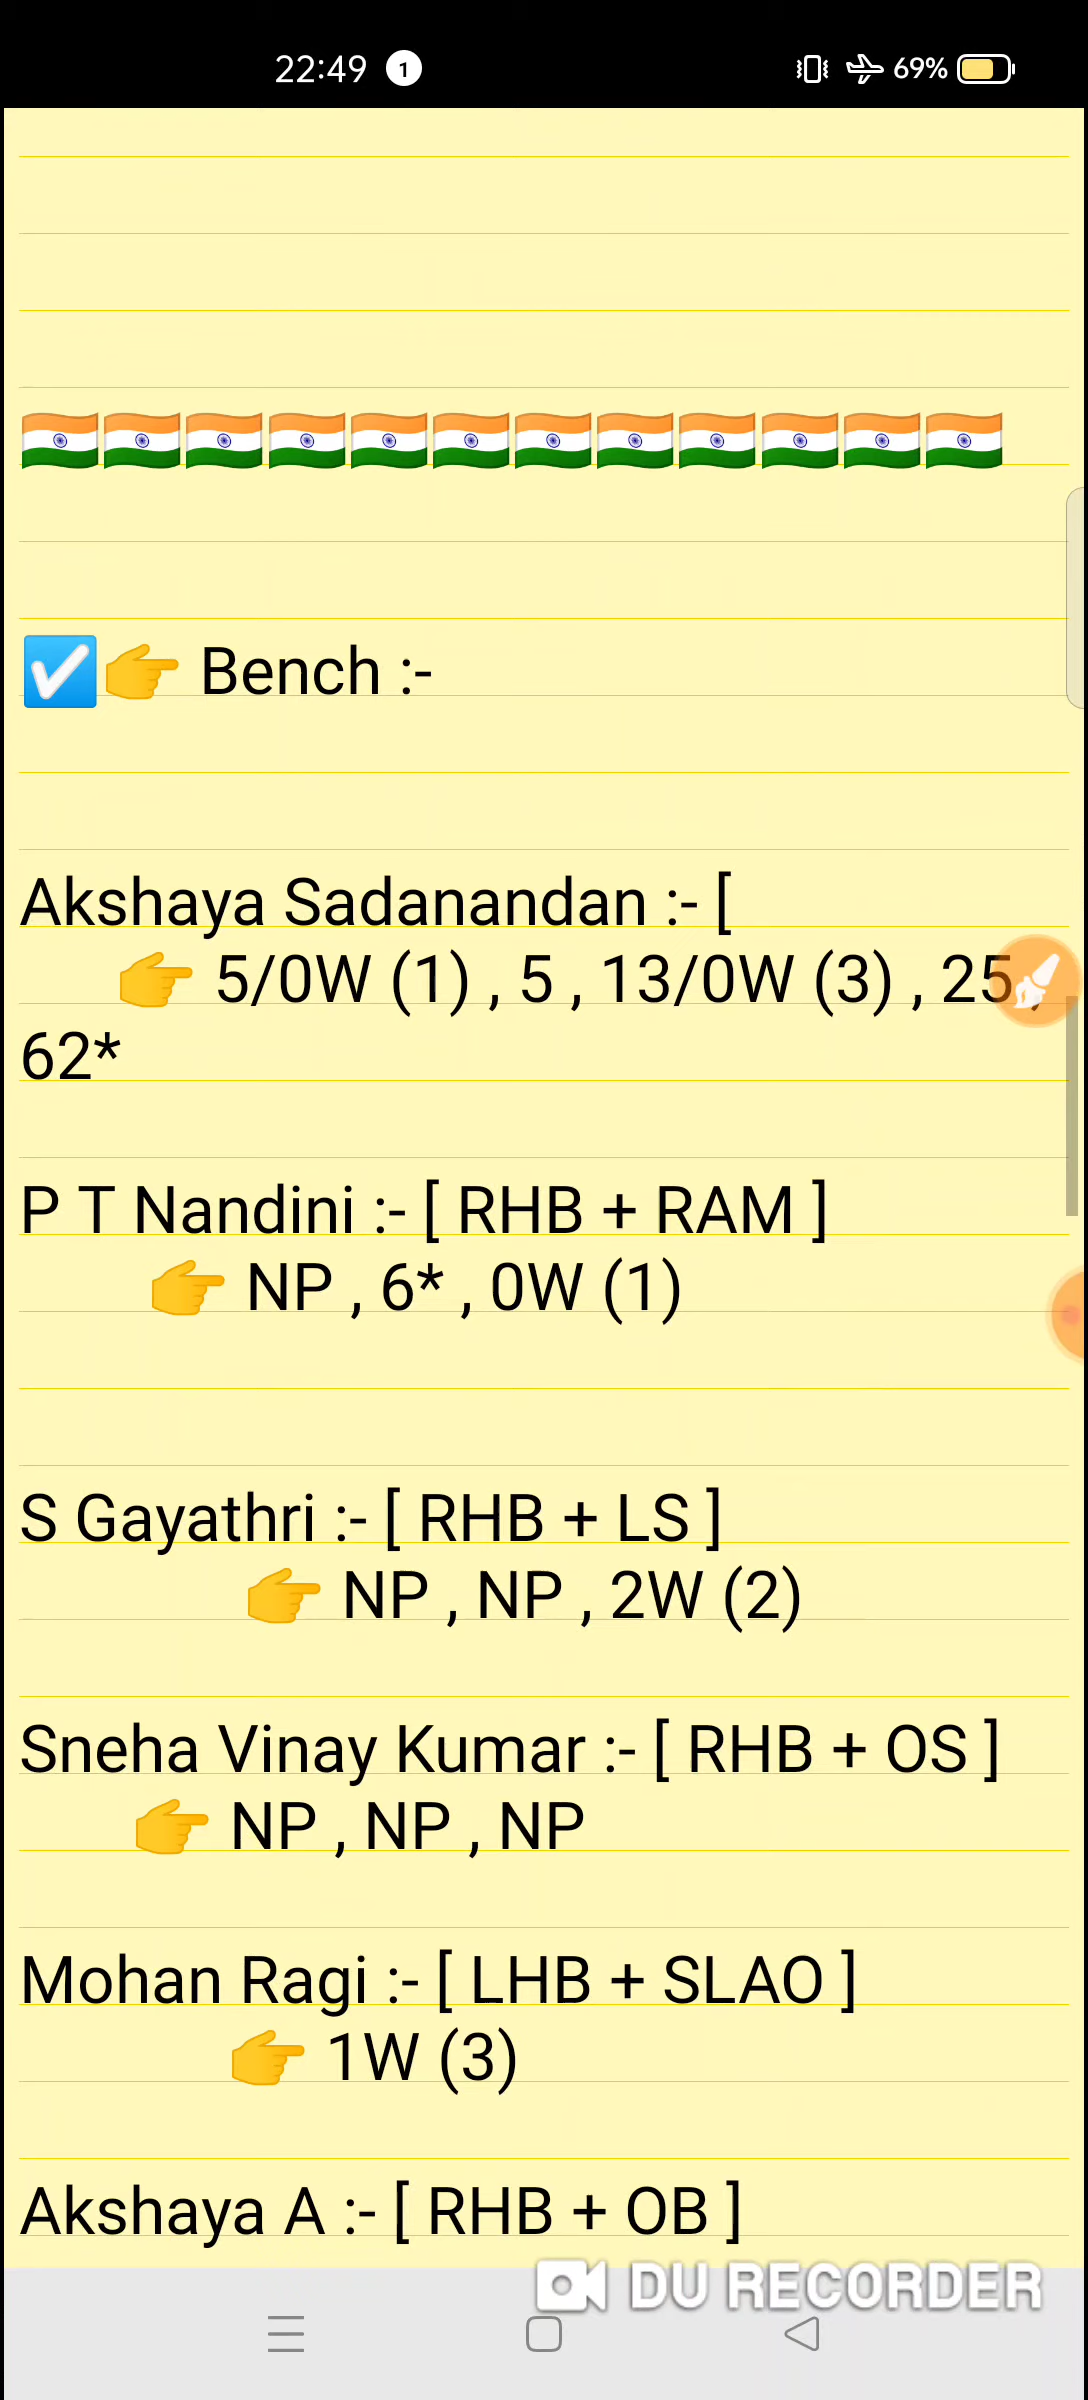 22:49 1 69%
🇮🇳🇮🇳🇮🇳🇮🇳🇮🇳🇮🇳🇮🇳🇮🇳🇮🇳🇮🇳🇮🇳🇮🇳
☑️👉 Bench :-
Akshaya Sadanandan :- [
👉 5/0W (1) , 5 , 13/0W (3) , 25 ,
62*
P T Nandini :- [ RHB + RAM ]
👉 NP , 6* , 0W (1)
S Gayathri :- [ RHB + LS ]
👉 NP , NP , 2W (2)
Sneha Vinay Kumar :- [ RHB + OS ]
👉 NP , NP , NP
Mohan Ragi :- [ LHB + SLAO ]
👉 1W (3)
Akshaya A :- [ RHB + OB ]
DU RECORDER